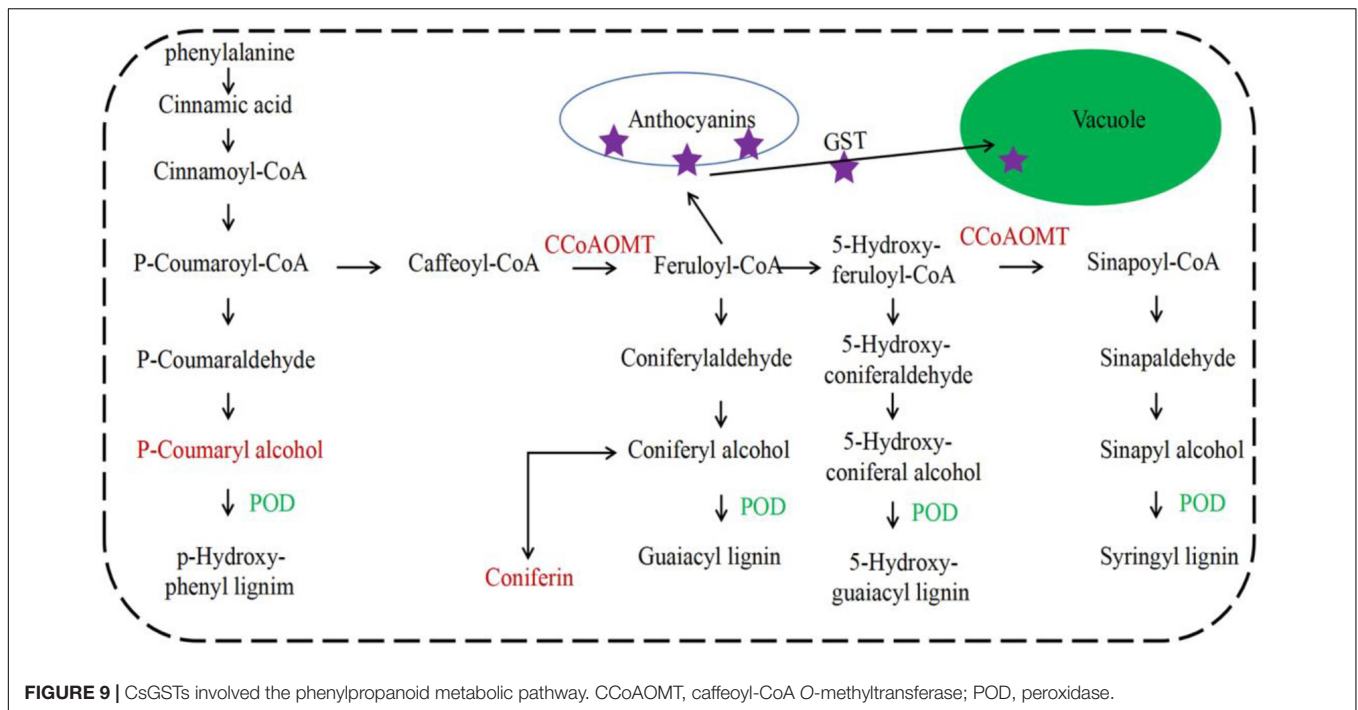 phenylalanine
Cinnamic acid
Cinnamoyl-CoA
Anthocyanins
GST
Vacuole
P-Coumaroyl-CoA
Caffeoyl-CoA
CCoAOMT
Feruloyl-CoA
5-Hydroxy-
feruloyl-CoA
CCoAOMT
Sinapoyl-CoA
P-Coumaraldehyde
Coniferylaldehyde
5-Hydroxy-
coniferaldehyde
Sinapaldehyde
P-Coumaryl alcohol
Coniferyl alcohol
5-Hydroxy-
coniferal alcohol
Sinapyl alcohol
POD
POD
POD
POD
p-Hydroxy-
phenyl lignim
Coniferin
Guaiacyl lignin
5-Hydroxy-
guaiacyl lignin
Syringyl lignin
FIGURE 9 | CsGSTs involved the phenylpropanoid metabolic pathway. CCoAOMT, caffeoyl-CoA O-methyltransferase; POD, peroxidase.